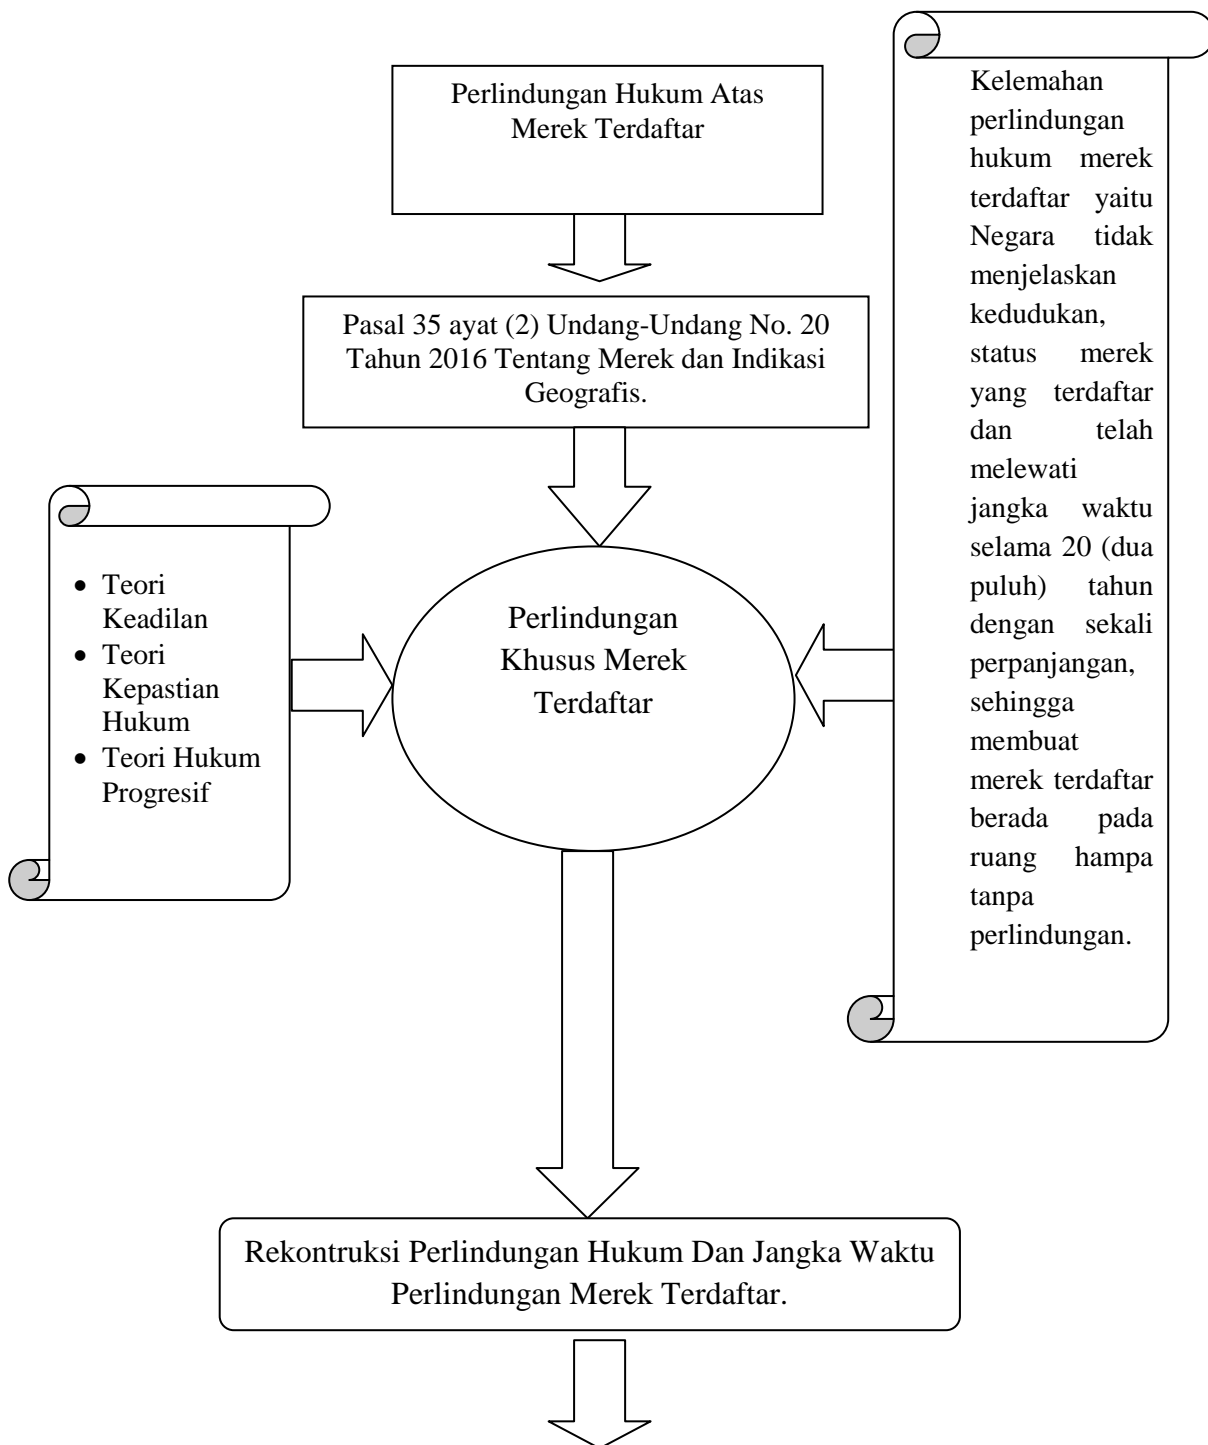 Perlindungan Hukum Atas
Merek Terdaftar
Pasal 35 ayat (2) Undang-Undang No. 20
Tahun 2016 Tentang Merek dan Indikasi
Geografis.
• Teori
Keadilan
• Teori
Kepastian
Hukum
• Teori Hukum
Progresif
Perlindungan
Khusus Merek
Terdaftar
Kelemahan
perlindungan
hukum merek
terdaftar yaitu
Negara tidak
menjelaskan
kedudukan,
status merek
yang terdaftar
dan telah
melewati
jangka waktu
selama 20 (dua
puluh) tahun
dengan sekali
perpanjangan,
sehingga
membuat
merek terdaftar
berada pada
ruang hampa
tanpa
perlindungan.
Rekontruksi Perlindungan Hukum Dan Jangka Waktu
Perlindungan Merek Terdaftar.